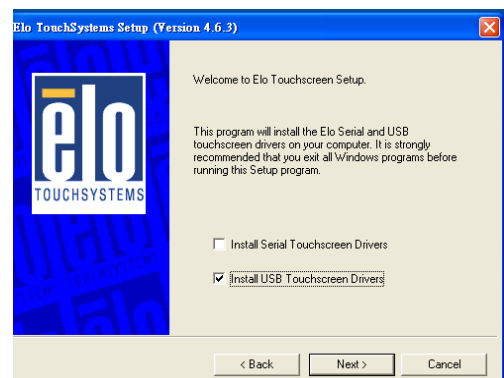 Elo TouchSystems Setup (Version 4.6.3)
Welcome to Elo Touchscreen Setup.
This program will install the Elo Serial and USB
touchscreen drivers on your computer. It is strongly
recommended that you exit all Windows programs before
running this Setup program.
ēlo
TOUCHSYSTEMS
Install Serial Touchscreen Drivers
Install USB Touchscreen Drivers
< Back
Next >
Cancel